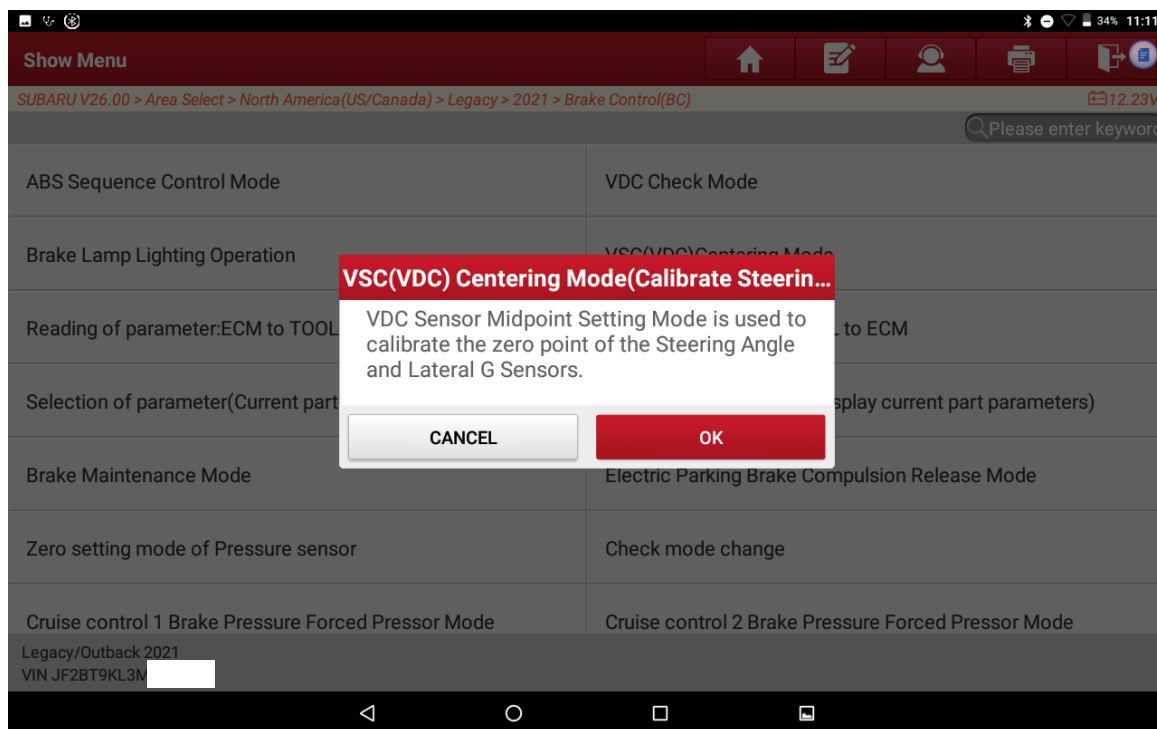 34% 11:11
Show Menu
SUBARU V26.00 > Area Select > North America(US/Canada) > Legacy > 2021 > Brake Control(BC)
12.23V
Please enter keyword
ABS Sequence Control Mode
VDC Check Mode
Brake Lamp Lighting Operation
VSC(VDC)Centering Mode
VSC(VDC) Centering Mode(Calibrate Steerin...
VDC Sensor Midpoint Setting Mode is used to
calibrate the zero point of the Steering Angle
and Lateral G Sensors.
CANCEL
OK
Reading of parameter:ECM to TOOL
to ECM
Selection of parameter(Current part
splay current part parameters)
Brake Maintenance Mode
Electric Parking Brake Compulsion Release Mode
Zero setting mode of Pressure sensor
Check mode change
Cruise control 1 Brake Pressure Forced Pressor Mode
Cruise control 2 Brake Pressure Forced Pressor Mode
Legacy/Outback 2021
VIN JF2BT9KL3M